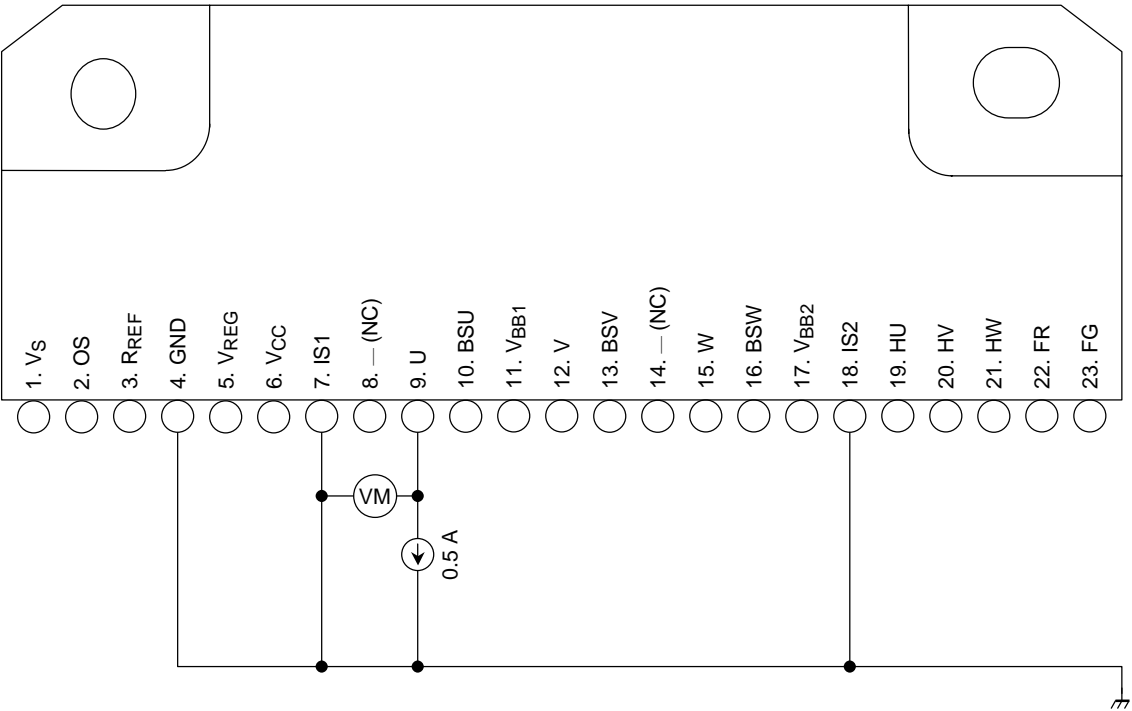 1. VS
2. OS
3. RREF
4. GND
5. VREG
6. VCC
7. IS1
8. — (NC)
9. U
10. BSU
11. VBB1
12. V
13. BSV
14. — (NC)
15. W
16. BSW
17. VBB2
18. IS2
19. HU
20. HV
21. HW
22. FR
23. FG
VM
0.5 A